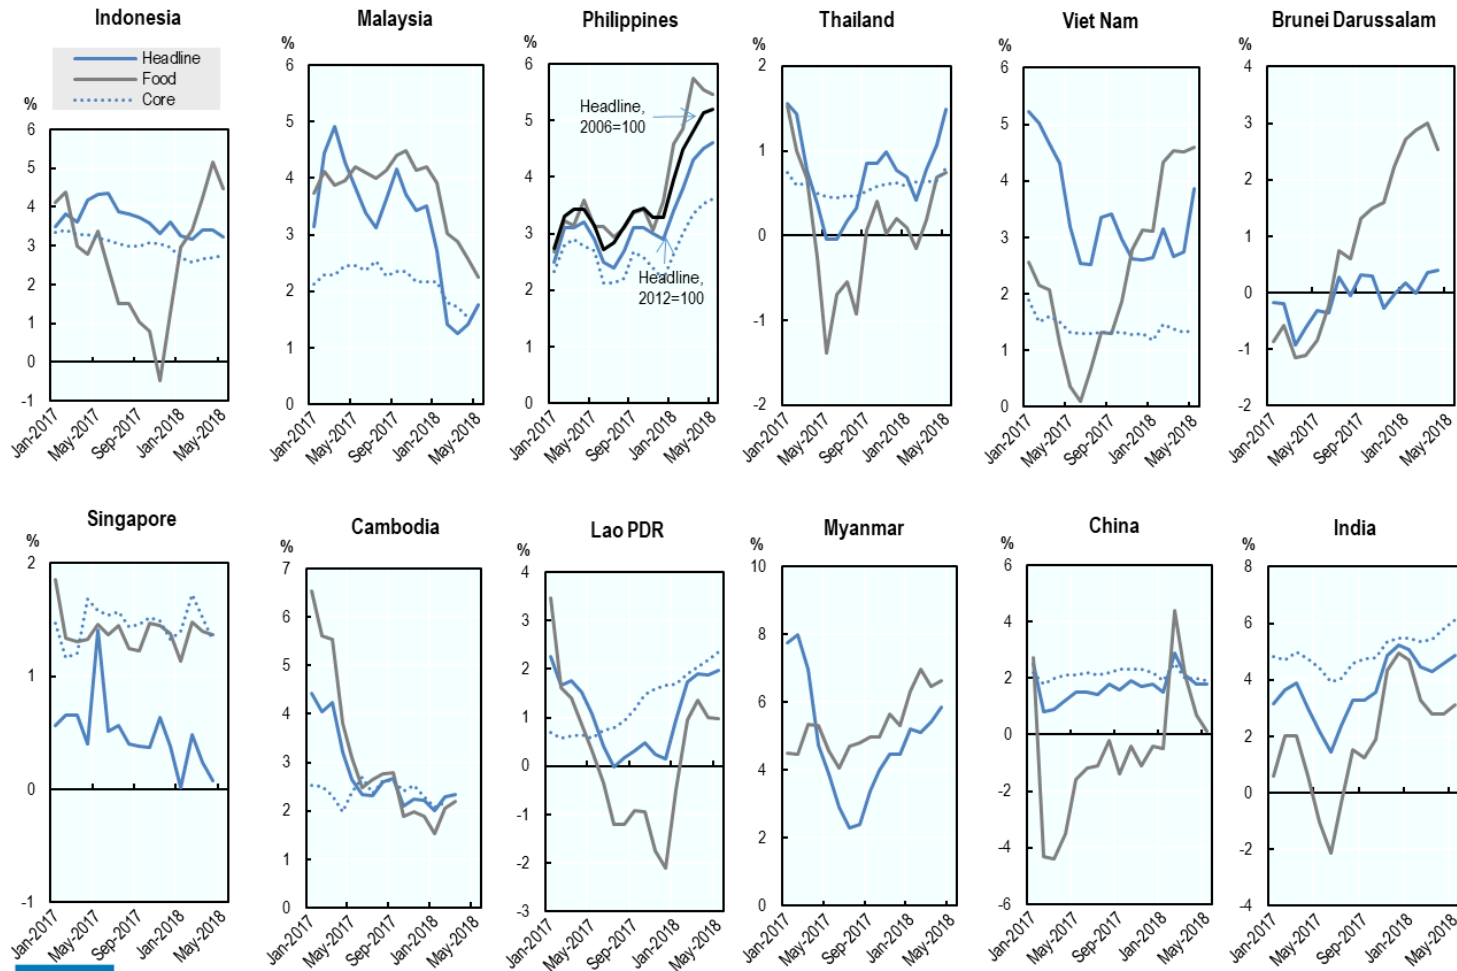 Indonesia
Malaysia
Philippines
Thailand
Viet Nam
Brunei Darussalam
Headline
Food
Core
%
6
5
4
3
2
1
0
-1
Jan-2017
May-2017
Sep-2017
Jan-2018
May-2018
%
6
5
4
3
2
1
0
Jan-2017
May-2017
Sep-2017
Jan-2018
May-2018
%
6
5
4
3
2
1
0
Headline,
2006=100
Headline,
2012=100
Jan-2017
May-2017
Sep-2017
Jan-2018
May-2018
%
2
1
0
-1
-2
Jan-2017
May-2017
Sep-2017
Jan-2018
May-2018
%
6
5
4
3
2
1
0
Jan-2017
May-2017
Sep-2017
Jan-2018
May-2018
%
4
3
2
1
0
-1
-2
Jan-2017
May-2017
Sep-2017
Jan-2018
May-2018
Singapore
Cambodia
Lao PDR
Myanmar
China
India
%
2
1
0
-1
Jan-2017
May-2017
Sep-2017
Jan-2018
May-2018
%
7
6
5
4
3
2
1
0
Jan-2017
May-2017
Sep-2017
Jan-2018
May-2018
%
4
3
2
1
0
-1
-2
-3
Jan-2017
May-2017
Sep-2017
Jan-2018
May-2018
%
10
8
6
4
2
0
Jan-2017
May-2017
Sep-2017
Jan-2018
May-2018
%
6
4
2
0
-2
-4
-6
Jan-2017
May-2017
Sep-2017
Jan-2018
May-2018
%
8
6
4
2
0
-2
-4
Jan-2017
May-2017
Sep-2017
Jan-2018
May-2018